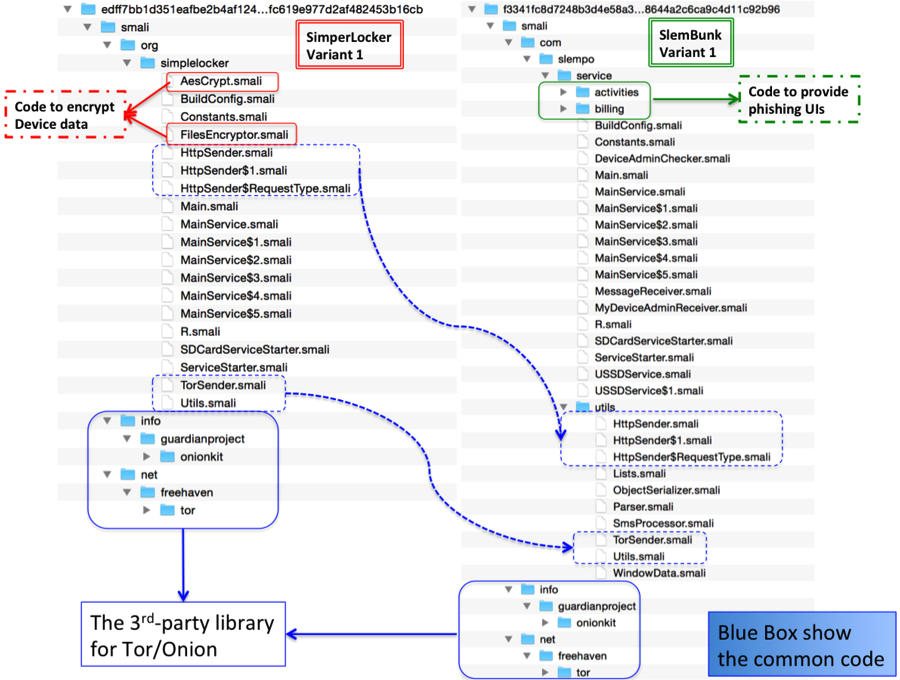 edff7bb1d351eafbe2b4af124...fc619e977d2af482453b16cb
smali
org
simplelocker
AesCrypt.smali
BuildConfig.smali
Constants.smali
FilesEncryptor.smali
HttpSender.smali
HttpSender$1.smali
HttpSender$RequestType.smali
Main.smali
MainService.smali
MainService$1.smali
MainService$2.smali
MainService$3.smali
MainService$4.smali
MainService$5.smali
R.smali
SDCardServiceStarter.smali
ServiceStarter.smali
TorSender.smali
Utils.smali
info
guardianproject
onionkit
net
freehaven
tor
SimperLocker
Variant 1
Code to encrypt
Device data
The 3rd-party library
for Tor/Onion
f3341fc8d7248b3d4e58a3...8644a2c6ca9c4d11c92b96
smali
com
slempo
service
activities
billing
BuildConfig.smali
Constants.smali
DeviceAdminChecker.smali
Main.smali
MainService.smali
MainService$1.smali
MainService$2.smali
MainService$3.smali
MainService$4.smali
MainService$5.smali
MessageReceiver.smali
MyDeviceAdminReceiver.smali
R.smali
SDCardServiceStarter.smali
ServiceStarter.smali
USSDService.smali
USSDService$1.smali
utils
HttpSender.smali
HttpSender$1.smali
HttpSender$RequestType.smali
Lists.smali
ObjectSerializer.smali
Parser.smali
SmsProcessor.smali
TorSender.smali
Utils.smali
WindowData.smali
info
guardianproject
onionkit
net
freehaven
tor
SlemBunk
Variant 1
Code to provide
phishing UIs
Blue Box show
the common code